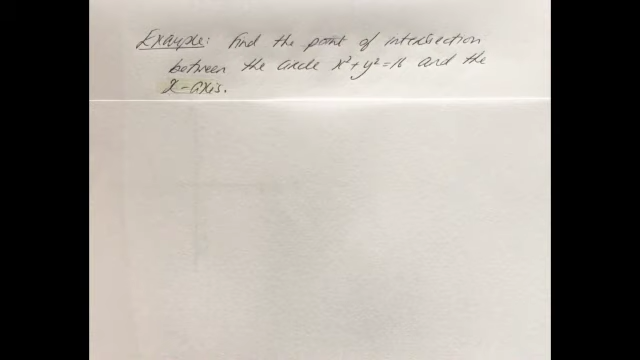 Example: Find the point of intersection
between the circle x²+y²=16 and the
x-axis.